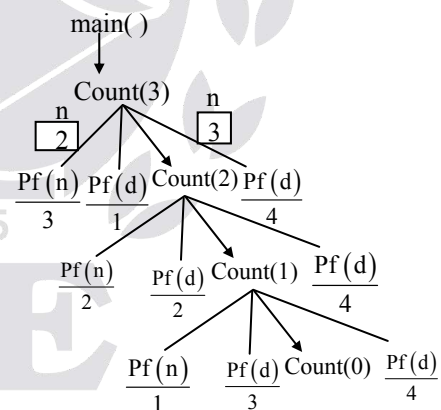 main( )
Count(3)
n
2
n
3
Pf (n)
3
Pf (d)
1
Count(2)
Pf (d)
4
Pf (n)
2
Pf (d)
2
Count(1)
Pf (d)
4
Pf (n)
1
Pf (d)
3
Count(0)
Pf (d)
4